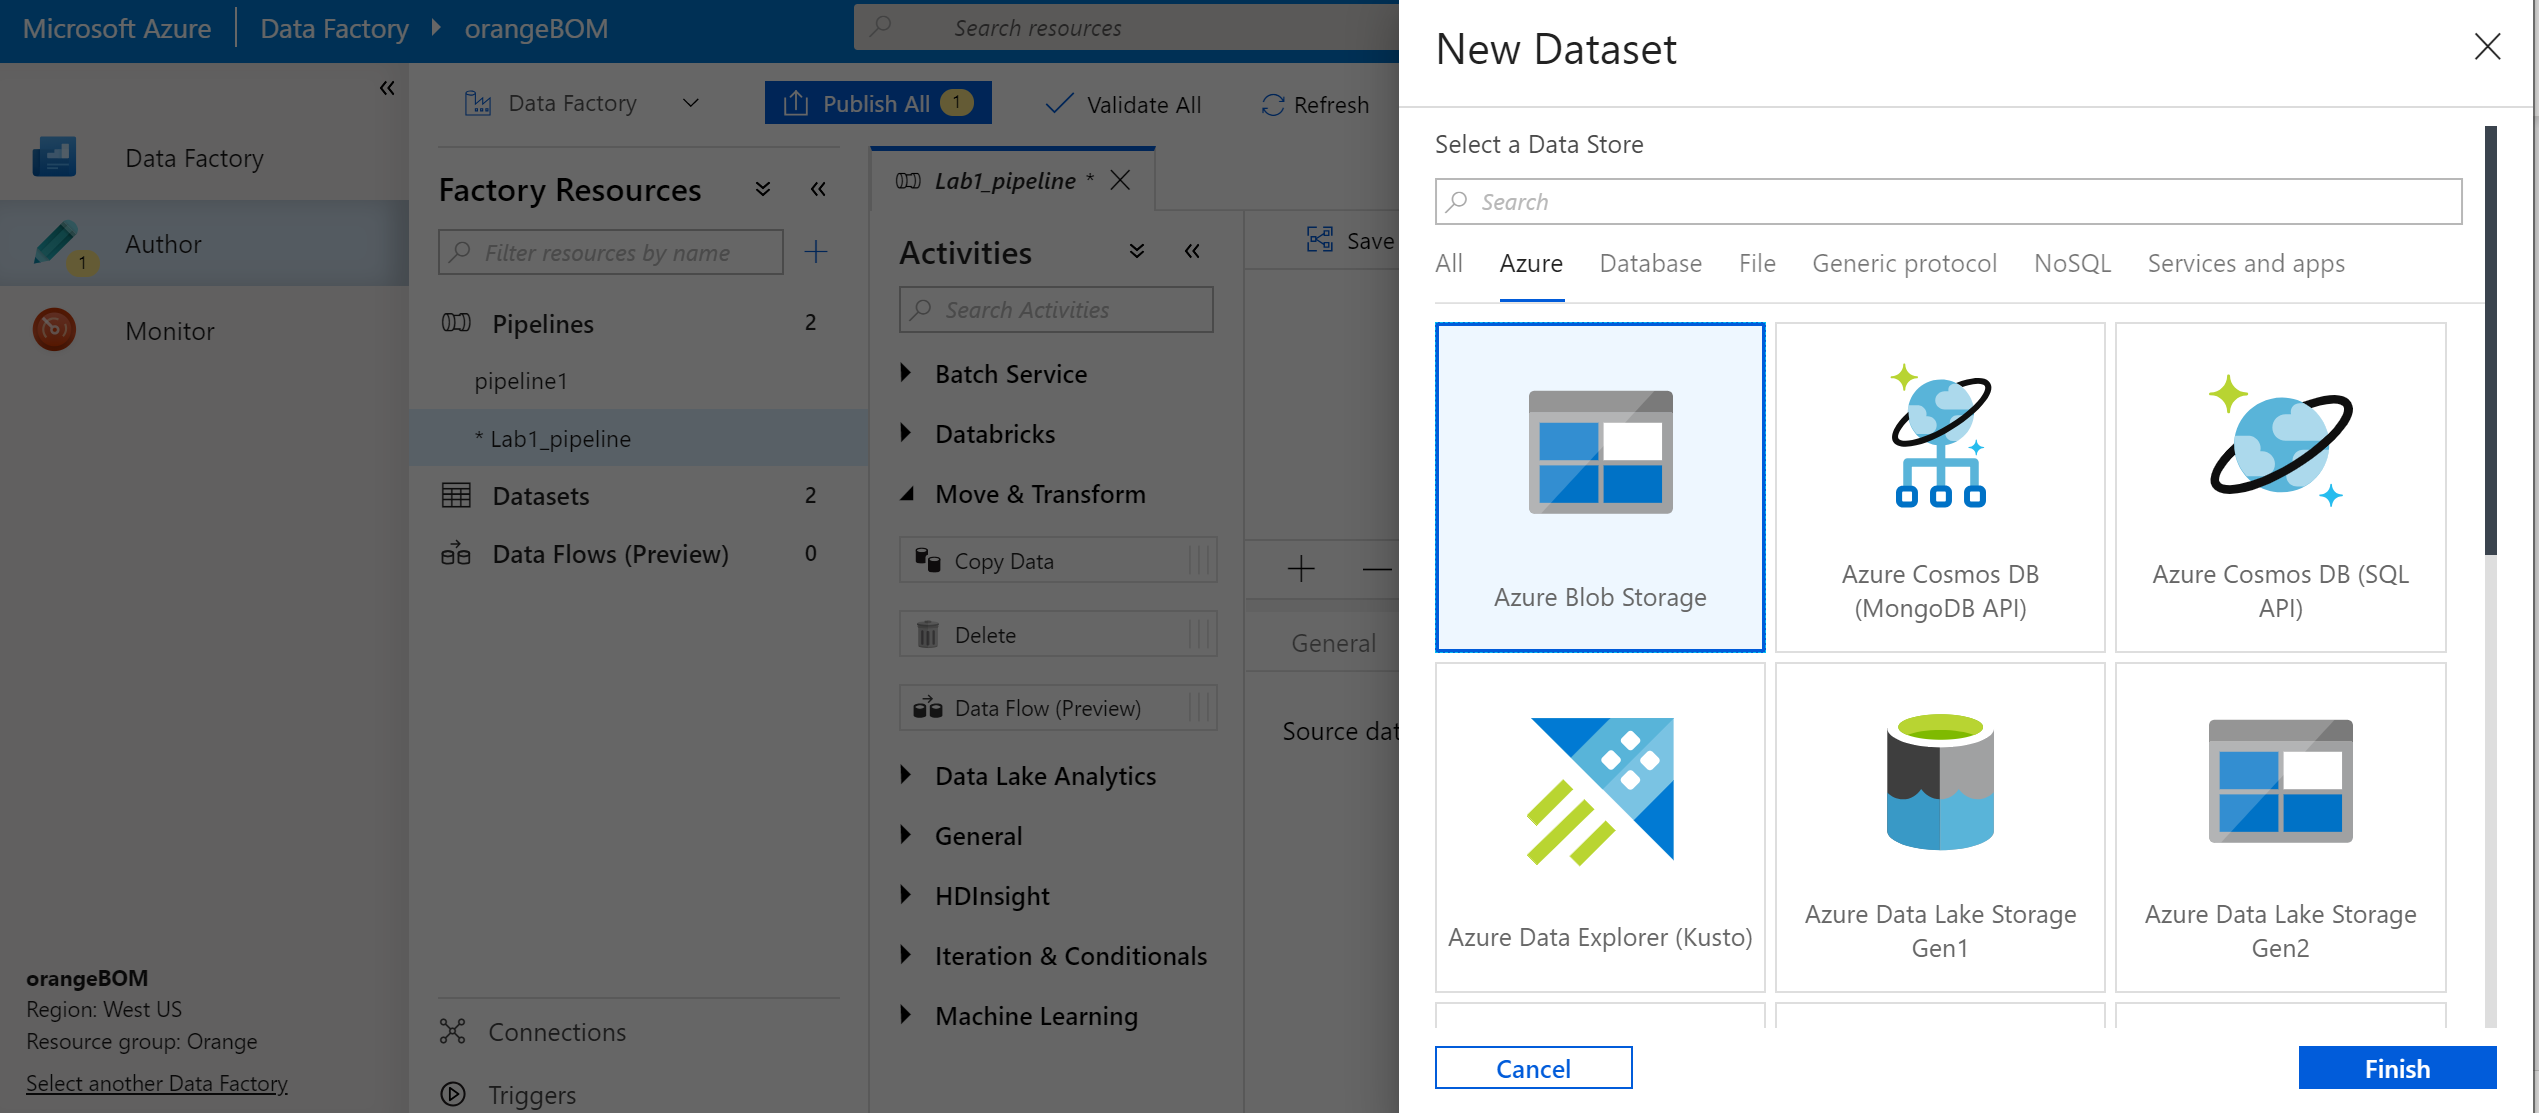 Microsoft Azure
Data Factory
orangeBOM
Search resources
Data Factory
Author
1
Monitor
orangeBOM
Region: West US
Resource group: Orange
Select another Data Factory
Data Factory
Publish All 1
Validate All
Refresh
Factory Resources
Filter resources by name
Pipelines 2
pipeline1
* Lab1_pipeline
Datasets 2
Data Flows (Preview) 0
Connections
Triggers
Lab1_pipeline *
Activities
Search Activities
Batch Service
Databricks
Move & Transform
Copy Data
Delete
Data Flow (Preview)
Data Lake Analytics
General
HDInsight
Iteration & Conditionals
Machine Learning
Save
General
Source dat
New Dataset
Select a Data Store
Search
All Azure Database File Generic protocol NoSQL Services and apps
Azure Blob Storage
Azure Cosmos DB
(MongoDB API)
Azure Cosmos DB (SQL
API)
Azure Data Explorer (Kusto)
Azure Data Lake Storage
Gen1
Azure Data Lake Storage
Gen2
Cancel
Finish